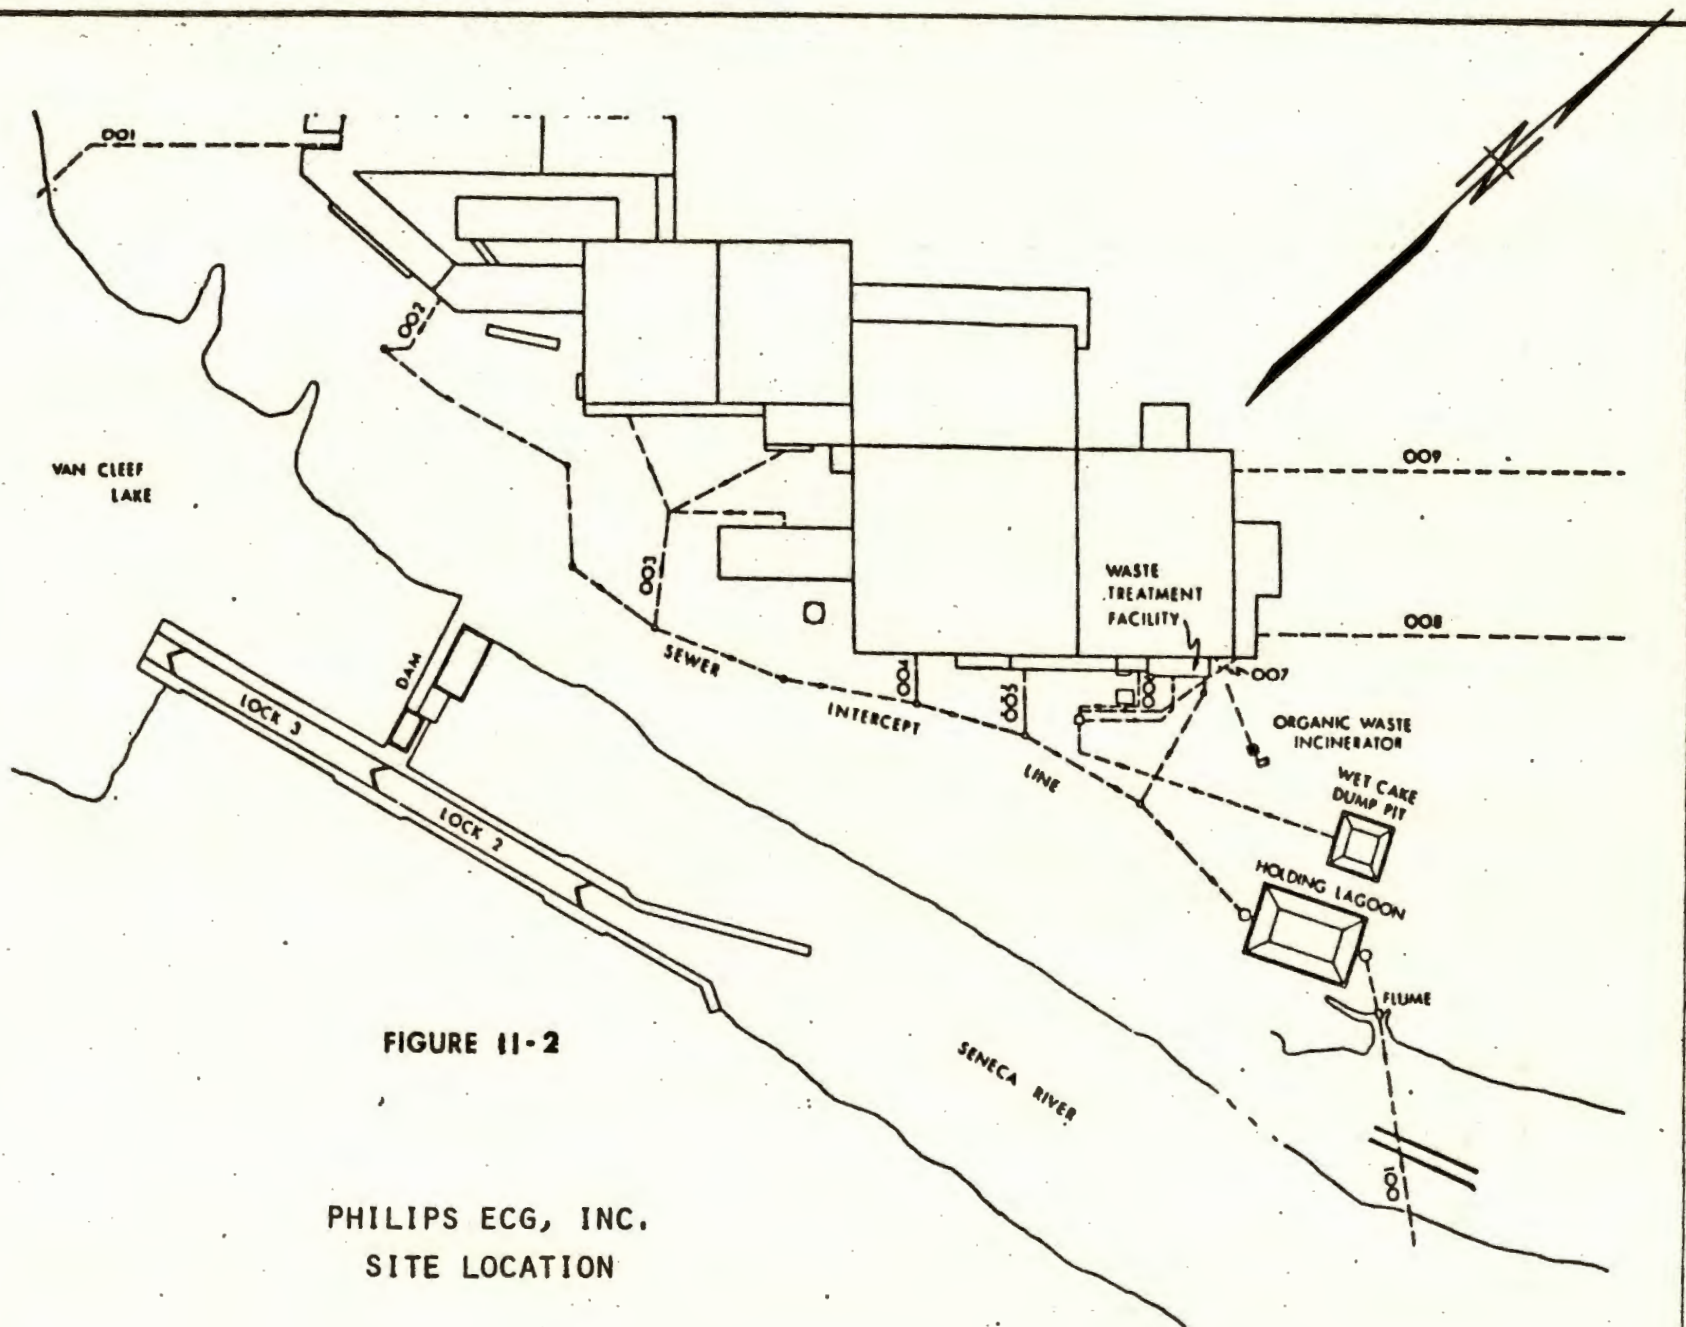 001
002
VAN CLEEF
LAKE
009
003
WASTE
TREATMENT
FACILITY
008
DAM
SEWER
INTERCEPT
LINE
004
005
007
ORGANIC WASTE
INCINERATOR
WET CAKE
DUMP PIT
LOCK 3
LOCK 2
HOLDING LAGOON
FLUME
FIGURE II-2
SENECA RIVER
PHILIPS ECG, INC.
SITE LOCATION